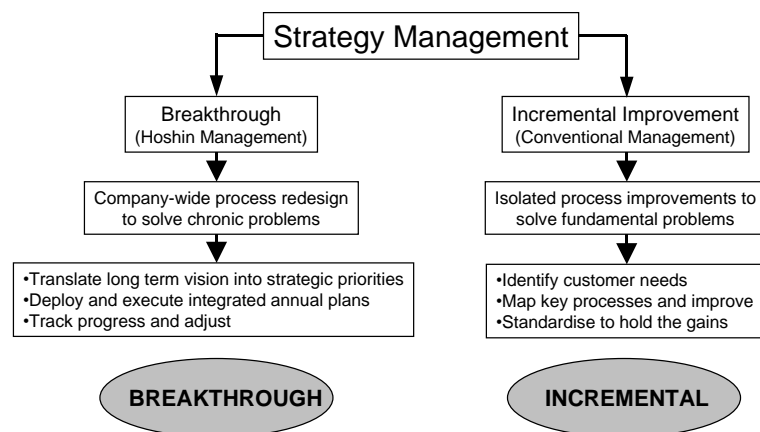 Strategy Management
Breakthrough
(Hoshin Management)
Company-wide process redesign
to solve chronic problems
•Translate long term vision into strategic priorities
•Deploy and execute integrated annual plans
•Track progress and adjust
BREAKTHROUGH
Incremental Improvement
(Conventional Management)
Isolated process improvements to
solve fundamental problems
•Identify customer needs
•Map key processes and improve
•Standardise to hold the gains
INCREMENTAL